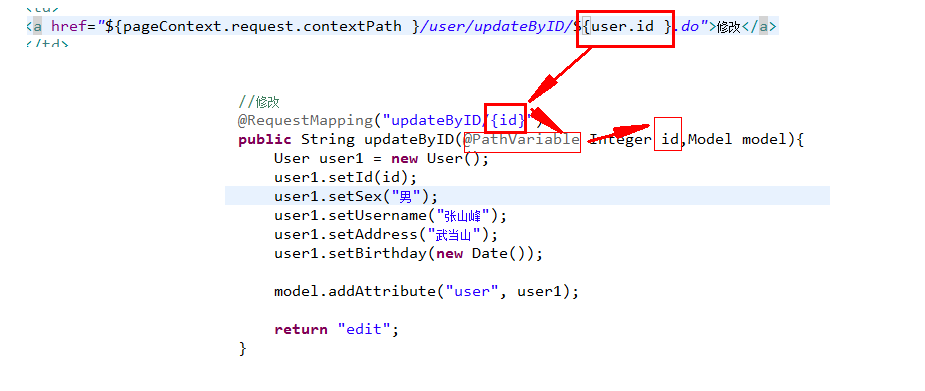 <td>
<a href="${pageContext.request.contextPath }/user/updateByID/${user.id }.do">修改</a>
</td>
//修改
@RequestMapping("updateByID/{id}")
public String updateByID(@PathVariable Integer id,Model model){
User user1 = new User();
user1.setId(id);
user1.setSex("男");
user1.setUsername("张山峰");
user1.setAddress("武当山");
user1.setBirthday(new Date());
model.addAttribute("user", user1);
return "edit";
}